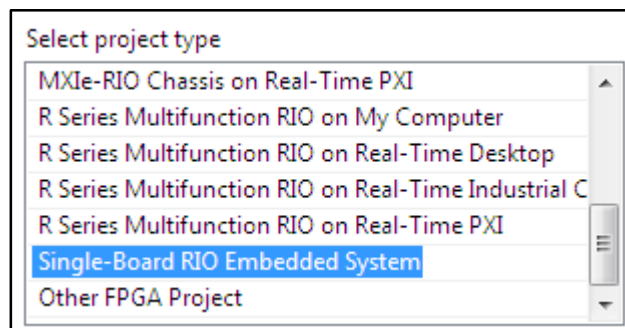 Select project type
MXIe-RIO Chassis on Real-Time PXI
R Series Multifunction RIO on My Computer
R Series Multifunction RIO on Real-Time Desktop
R Series Multifunction RIO on Real-Time Industrial C
R Series Multifunction RIO on Real-Time PXI
Single-Board RIO Embedded System
Other FPGA Project